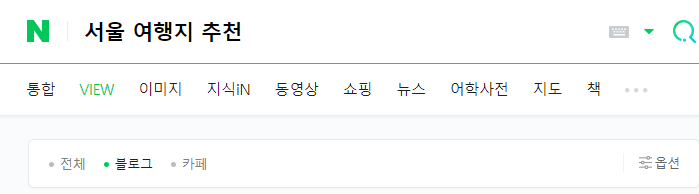 N 서울 여행지 추천
통합 VIEW 이미지 지식iN 동영상 쇼핑 뉴스 어학사전 지도 책
전체 블로그 카페 옵션